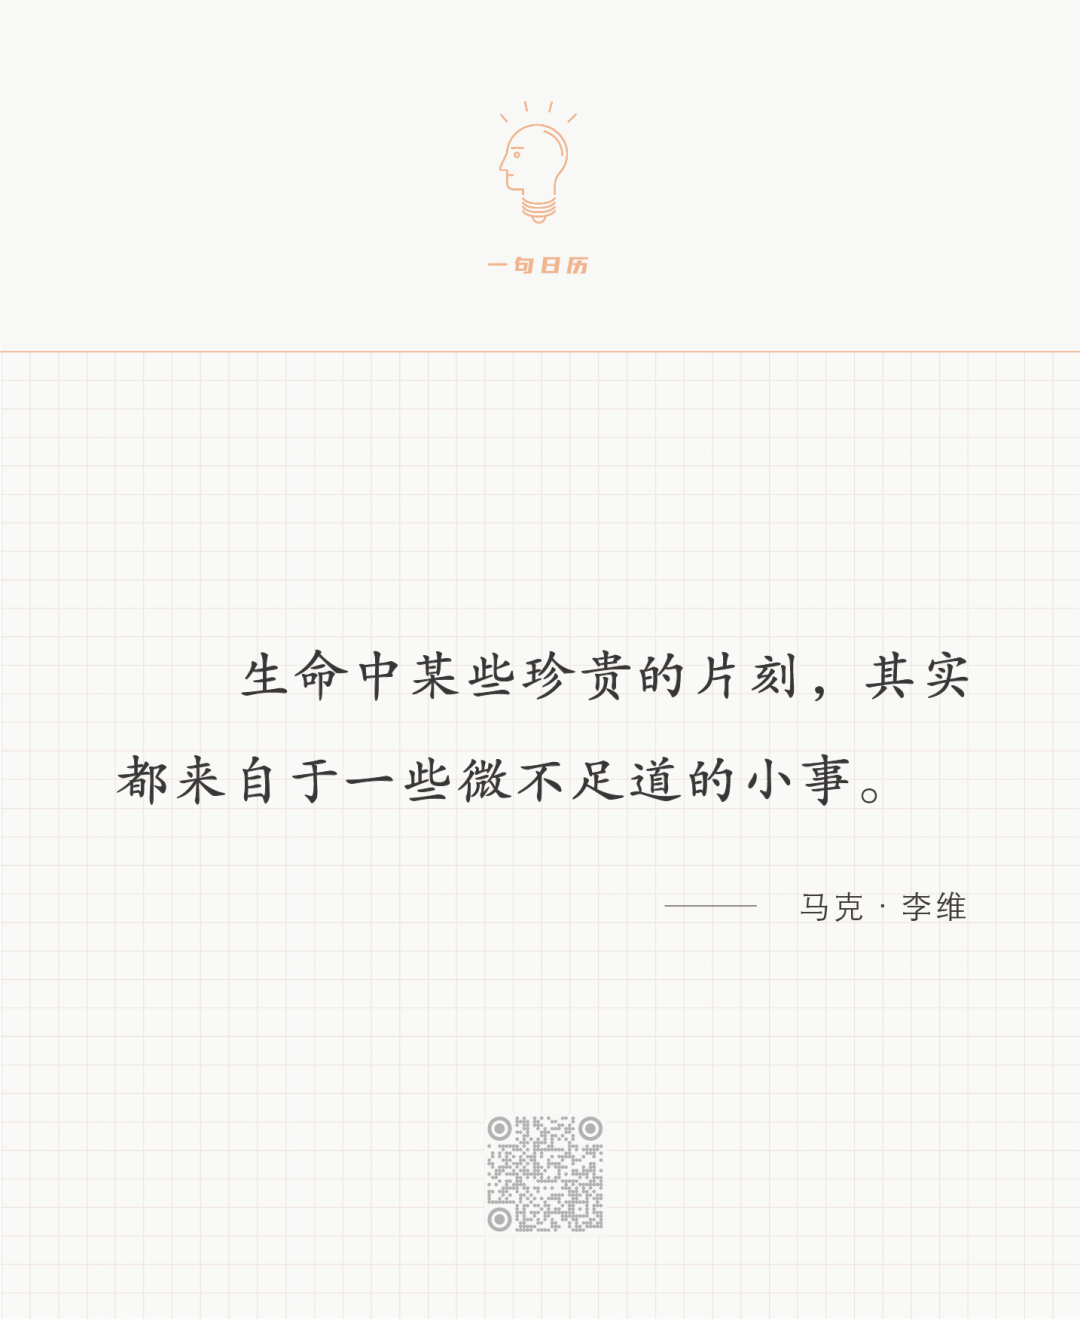 一句日历
生命中某些珍贵的片刻，其实
都来自于一些微不足道的小事。
—— 马克 · 李维